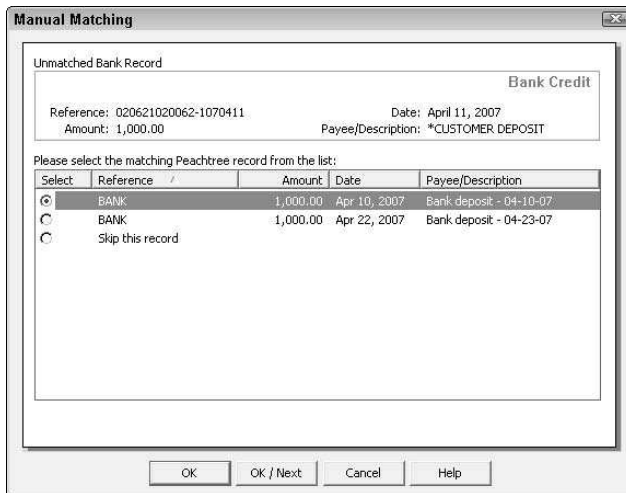 Manual Matching
Unmatched Bank Record
Bank Credit
Reference: 020621020062-1070411 Date: April 11, 2007
Amount: 1,000.00 Payee/Description: *CUSTOMER DEPOSIT
Please select the matching Peachtree record from the list:
Select Reference / Amount Date Payee/Description
BANK 1,000.00 Apr 10, 2007 Bank deposit - 04-10-07
BANK 1,000.00 Apr 22, 2007 Bank deposit - 04-23-07
Skip this record
OK OK / Next Cancel Help